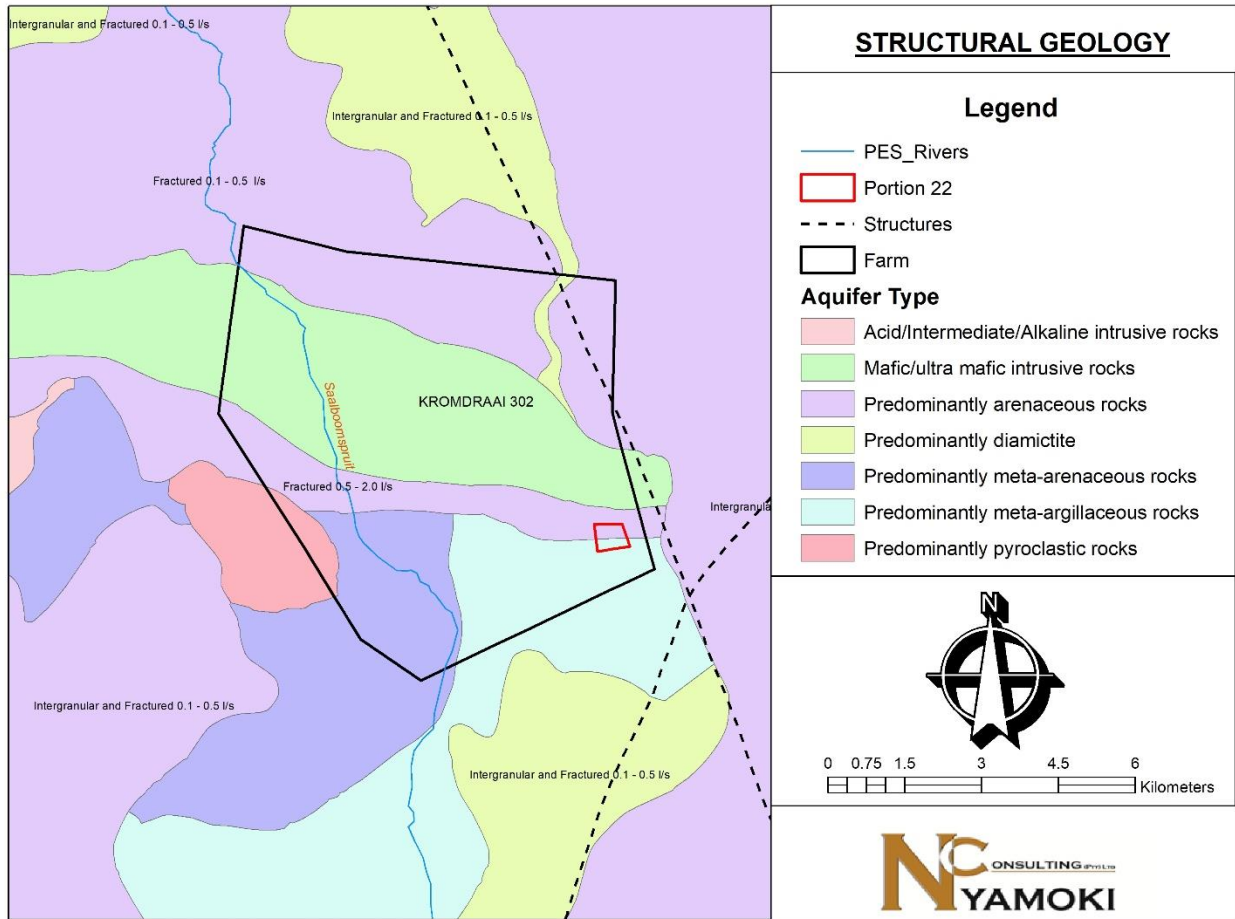 Intergranular and Fractured 0.1 - 0.5 l/s
Intergranular and Fractured 0.1 - 0.5 l/s
Fractured 0.1 - 0.5 l/s
KROMDRAAI 302
Saalboomspruit
Fractured 0.5 - 2.0 l/s
Intergranula
Intergranular and Fractured 0.1 - 0.5 l/s
Intergranular and Fractured 0.1 - 0.5 l/s
STRUCTURAL GEOLOGY
Legend
PES_Rivers
Portion 22
Structures
Farm
Aquifer Type
Acid/Intermediate/Alkaline intrusive rocks
Mafic/ultra mafic intrusive rocks
Predominantly arenaceous rocks
Predominantly diamictite
Predominantly meta-arenaceous rocks
Predominantly meta-argillaceous rocks
Predominantly pyroclastic rocks
N
0 0.75 1.5 3 4.5 6
Kilometers
NC ONSULTING (Pty) Ltd
YAMOKI